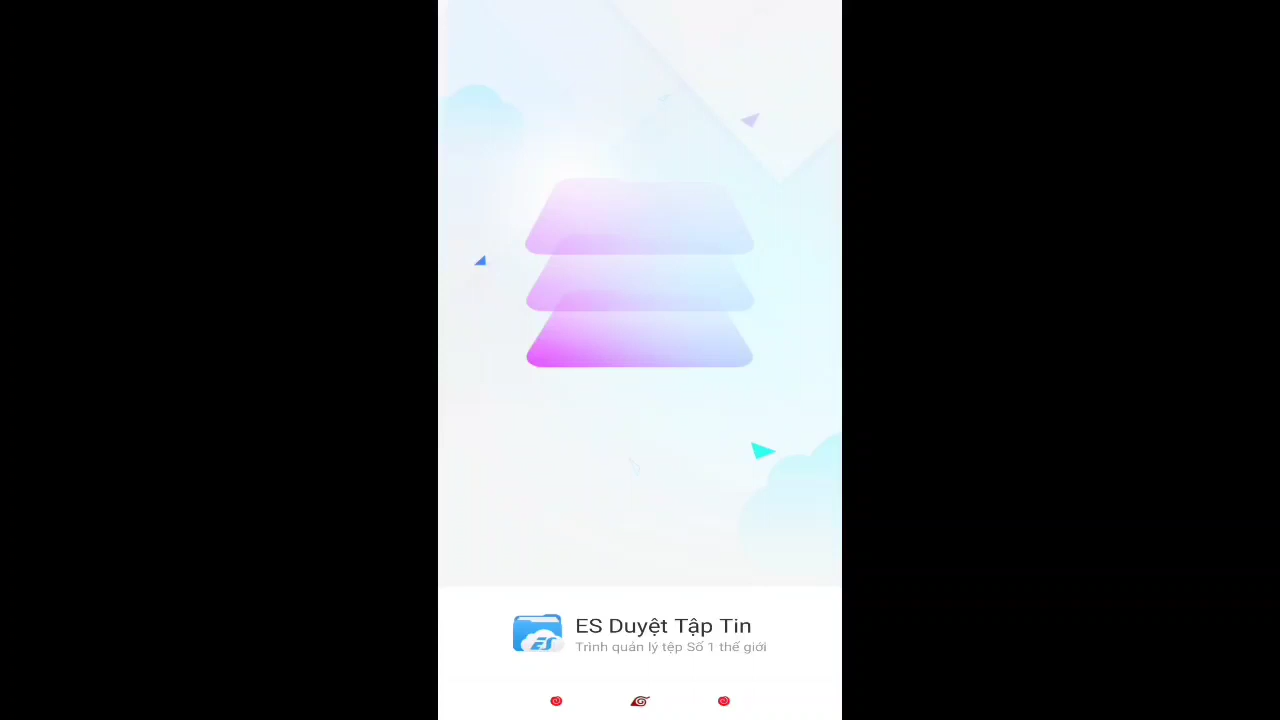 ES Duyệt Tập Tin
Trình quản lý tệp Số 1 thế giới